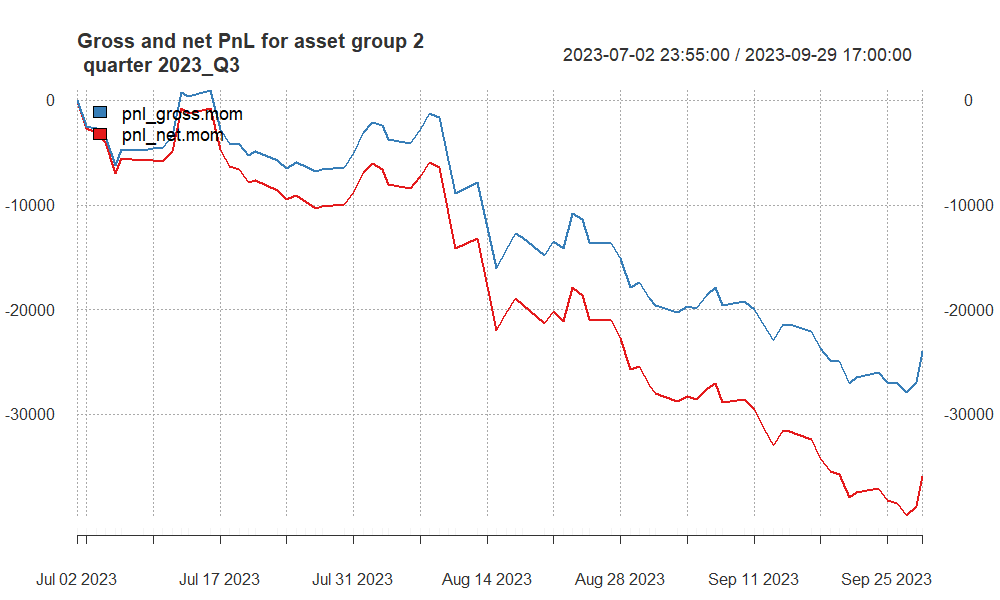 Gross and net PnL for asset group 2
quarter 2023_Q3
2023-07-02 23:55:00 / 2023-09-29 17:00:00
pnl_gross.mom
pnl_net.mom
0 0
-10000 -10000
-20000 -20000
-30000 -30000
Jul 02 2023 Jul 17 2023 Jul 31 2023 Aug 14 2023 Aug 28 2023 Sep 11 2023 Sep 25 2023